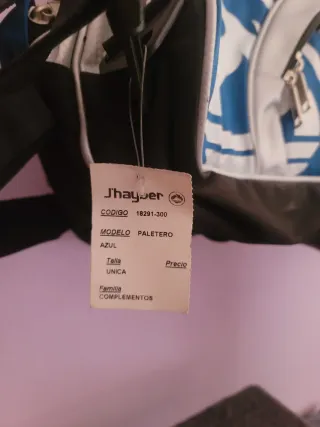 J'hayber
CODIGO 18291-300
MODELO PALETERO
AZUL
Talla Precio
UNICA
Familia
COMPLEMENTOS